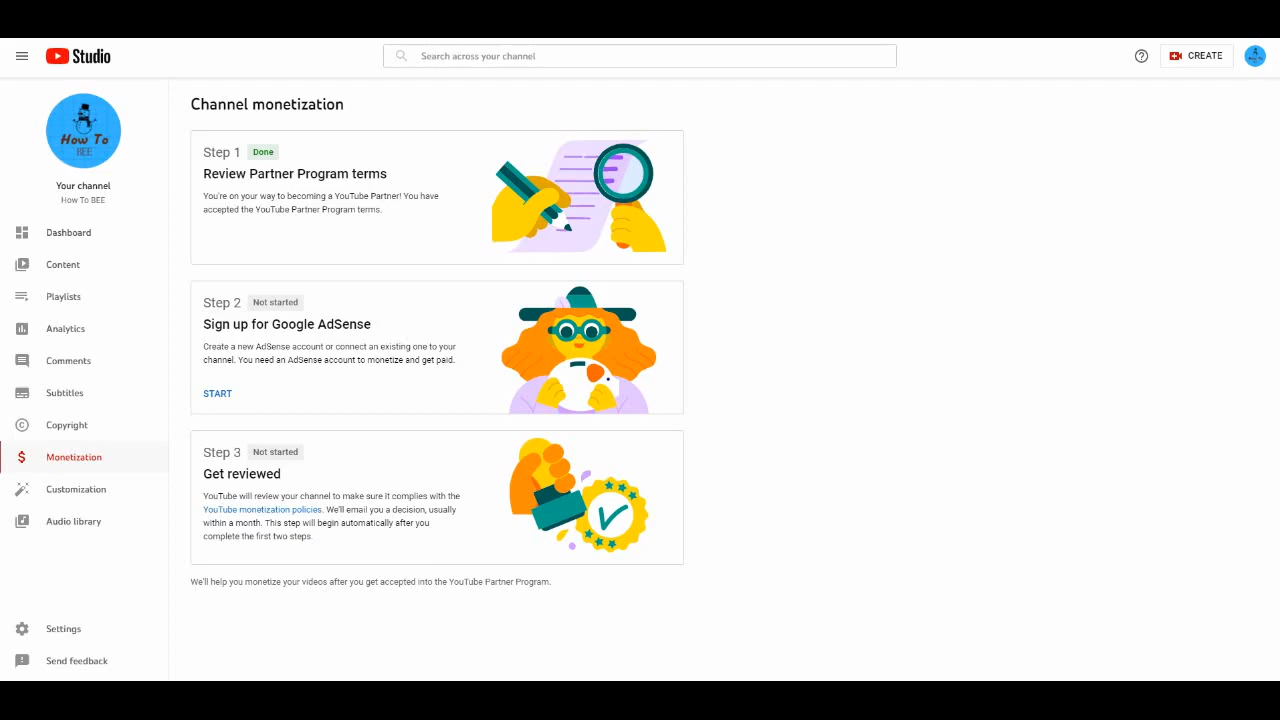 Studio
Search across your channel
CREATE
How To
BEE
Your channel
How To BEE
Dashboard
Content
Playlists
Analytics
Comments
Subtitles
Copyright
Monetization
Customization
Audio library
Settings
Send feedback
Channel monetization
Step 1 Done
Review Partner Program terms
You're on your way to becoming a YouTube Partner! You have
accepted the YouTube Partner Program terms.
Step 2 Not started
Sign up for Google AdSense
Create a new AdSense account or connect an existing one to your
channel. You need an AdSense account to monetize and get paid.
START
Step 3 Not started
Get reviewed
YouTube will review your channel to make sure it complies with the
YouTube monetization policies. We'll email you a decision, usually
within a month. This step will begin automatically after you
complete the first two steps.
We'll help you monetize your videos after you get accepted into the YouTube Partner Program.